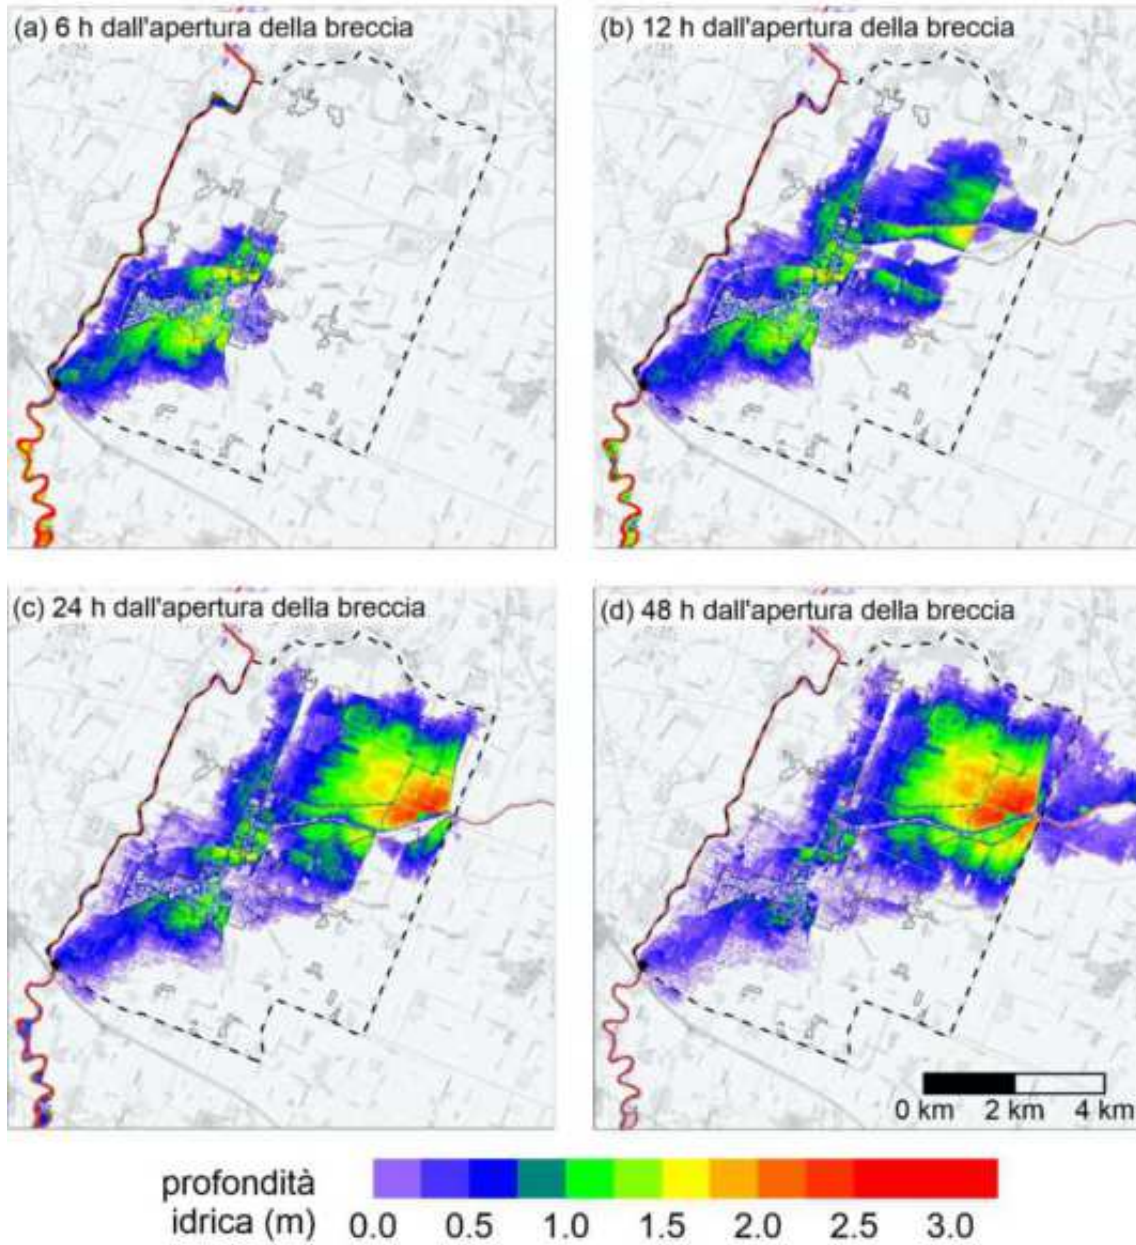 (a) 6 h dall'apertura della breccia
(b) 12 h dall'apertura della breccia
(c) 24 h dall'apertura della breccia
(d) 48 h dall'apertura della breccia
0 km 2 km 4 km
profondità
idrica (m) 0.0 0.5 1.0 1.5 2.0 2.5 3.0